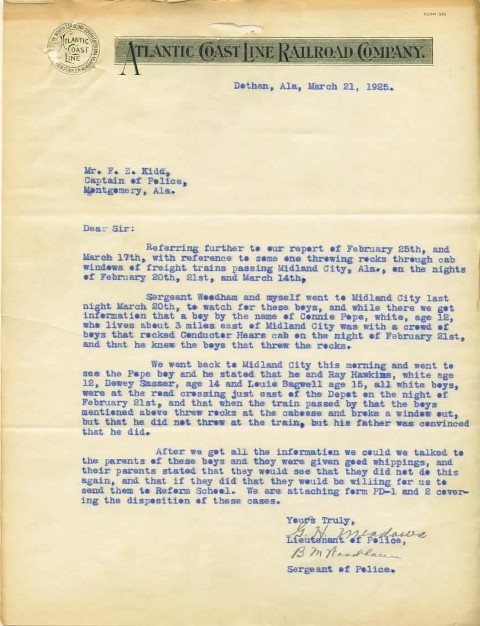 ATLANTIC COAST LINE
ATLANTIC COAST LINE RAILROAD COMPANY.
Dothan, Ala, March 21, 1925.
Mr. F. E. Kidd,
Captain of Police,
Montgomery, Ala.
Dear Sir:
Referring further to our report of February 25th, and
March 17th, with reference to some one throwing rocks through cab
windows of freight trains passing Midland City, Ala., on the nights
of February 20th, 21st, and March 14th,
Sergeant Woodham and myself went to Midland City last
night March 20th, to watch for these boys, and while there we got
information that a boy by the name of Connie Pope, white, age 12,
who lives about 3 miles east of Midland City was with a crowd of
boys that rocked Conductor Hears cab on the night of February 21st,
and that he knew the boys that threw the rocks.
We went back to Midland City this morning and went to
see the Pope boy and he stated that he and Ray Hawkins, white age
12, Dewey Sasser, age 14 and Louie Bagwell age 15, all white boys,
were at the road crossing just east of the Depot on the night of
February 21st, and that when the train passed by that the boys
mentioned above threw rocks at the caboose and broke a window out,
but that he did not throw at the train, but his father was convinced
that he did.
After we got all the information we could we talked to
the parents of these boys and they were given good whippings, and
their parents stated that they would see that they did not do this
again, and that if they did that they would be willing for us to
send them to Reform School. We are attaching form PD-1 and 2 cover-
ing the disposition of these cases.
Yours Truly,
G. H. Meadows
Lieutenant of Police,
B M Woodham
Sergeant of Police.